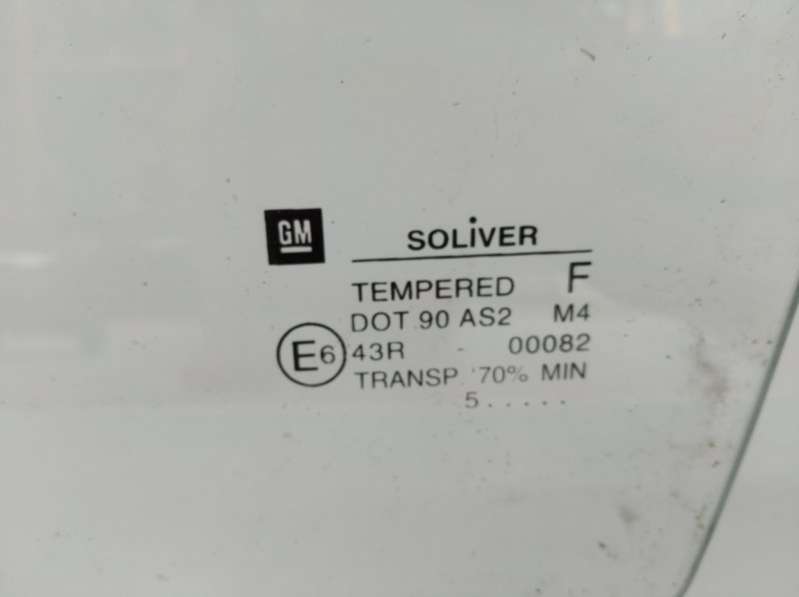 GM
SOLiVER
TEMPERED F
DOT 90 AS2 M4
E6 43R - 00082
TRANSP. 70% MIN
5.....